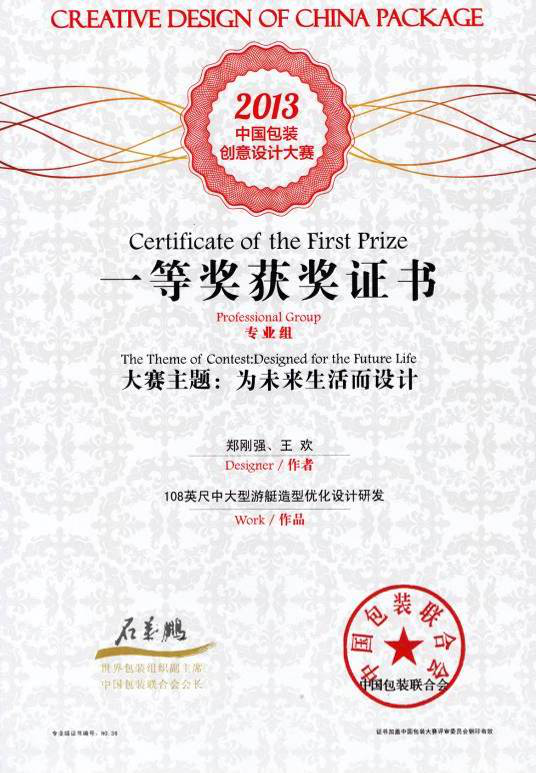 CREATIVE DESIGN OF CHINA PACKAGE
2013
中国包装
创意设计大赛
Certificate of the First Prize
一等奖获奖证书
Professional Group
专业组
The Theme of Contest:Designed for the Future Life
大赛主题：为未来生活而设计
郑刚强、王 欢
Designer / 作者
108英尺中大型游艇造型优化设计研发
Work / 作品
石万鹏
世界包装组织副主席
中国包装联合会会长
中国包装联合会
中国包装联合会
专业组证书编号：NO.36
证书加盖中国包装大赛评审委员会钢印有效